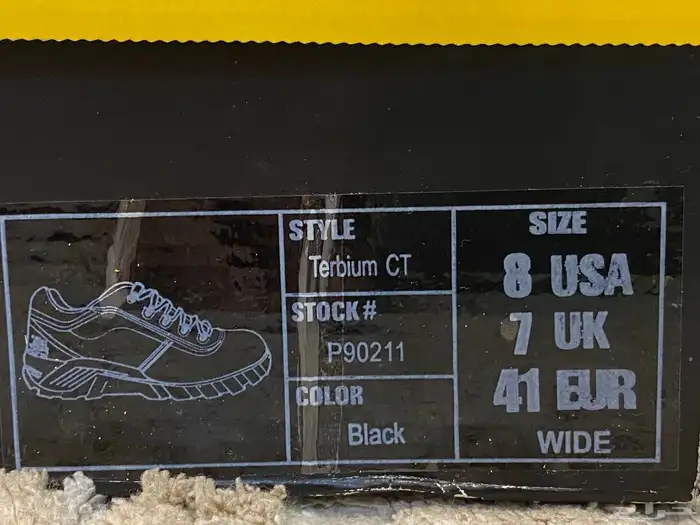 STYLE
Terbium CT
STOCK#
P90211
COLOR
Black
SIZE
8 USA
7 UK
41 EUR
WIDE